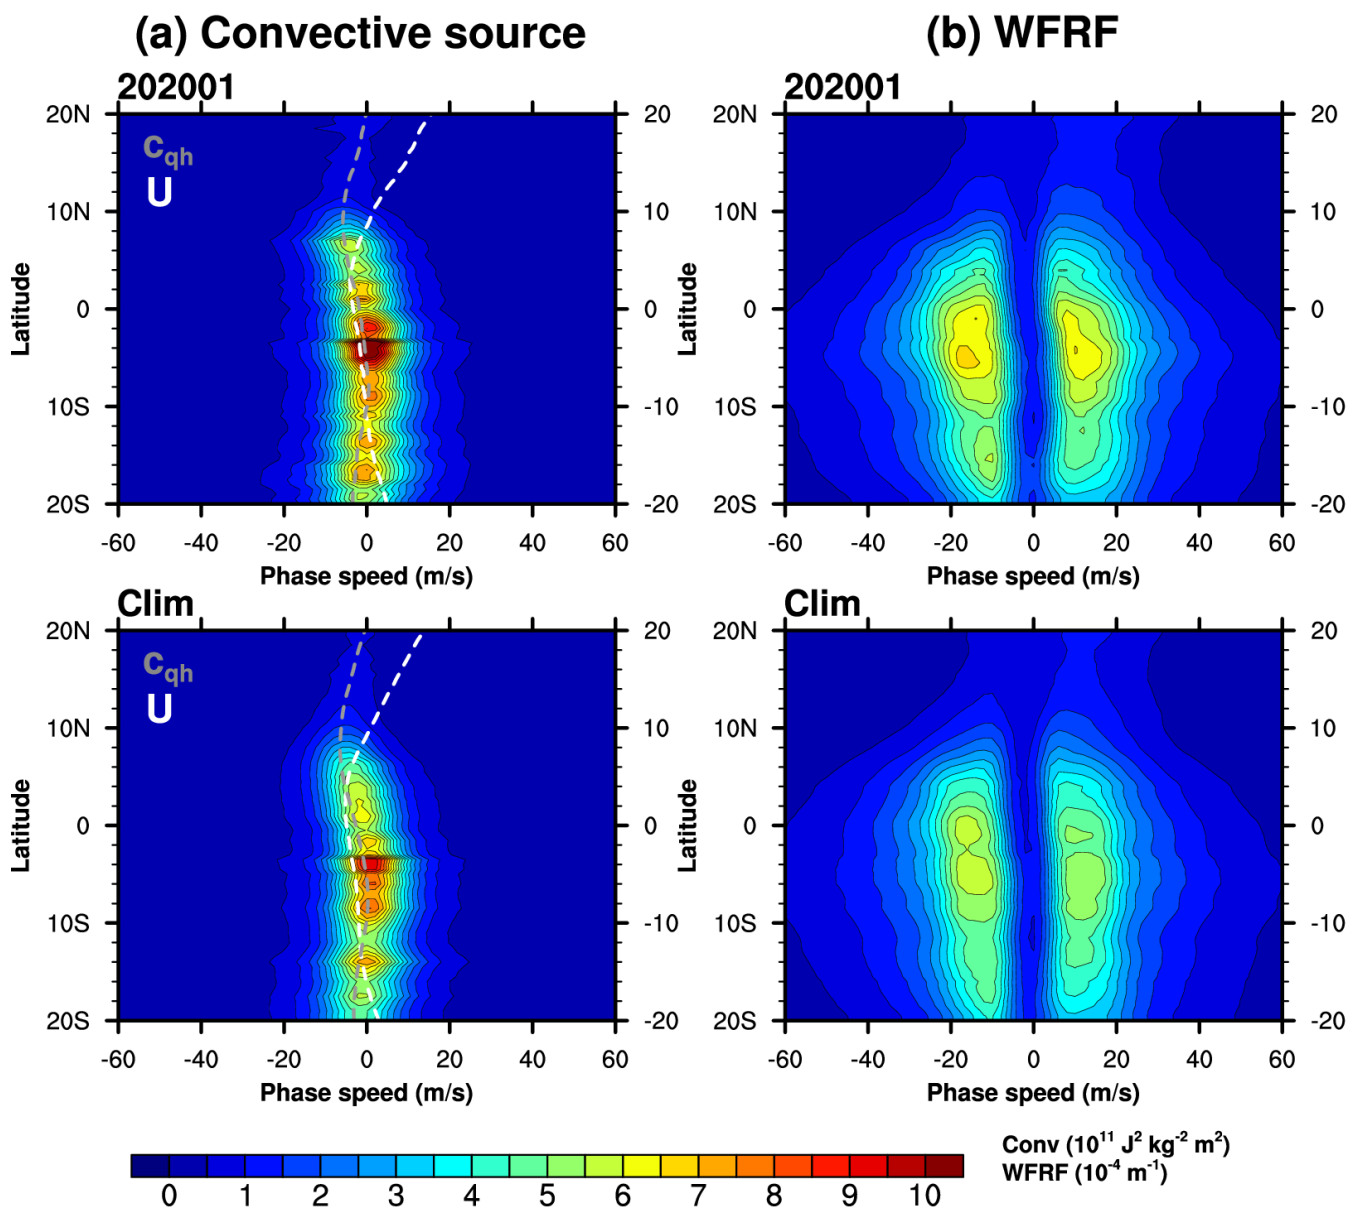 (a) Convective source
(b) WFRF
202001
202001
20N
10N
0
10S
20S
Latitude
c_qh
U
20
10
0
-10
-20
-60 -40 -20 0 20 40 60
Phase speed (m/s)
20N
10N
0
10S
20S
Latitude
20
10
0
-10
-20
-60 -40 -20 0 20 40 60
Phase speed (m/s)
Clim
Clim
20N
10N
0
10S
20S
Latitude
c_qh
U
20
10
0
-10
-20
-60 -40 -20 0 20 40 60
Phase speed (m/s)
20N
10N
0
10S
20S
Latitude
20
10
0
-10
-20
-60 -40 -20 0 20 40 60
Phase speed (m/s)
0 1 2 3 4 5 6 7 8 9 10
Conv (10¹¹ J² kg⁻² m²)
WFRF (10⁻⁴ m⁻¹)